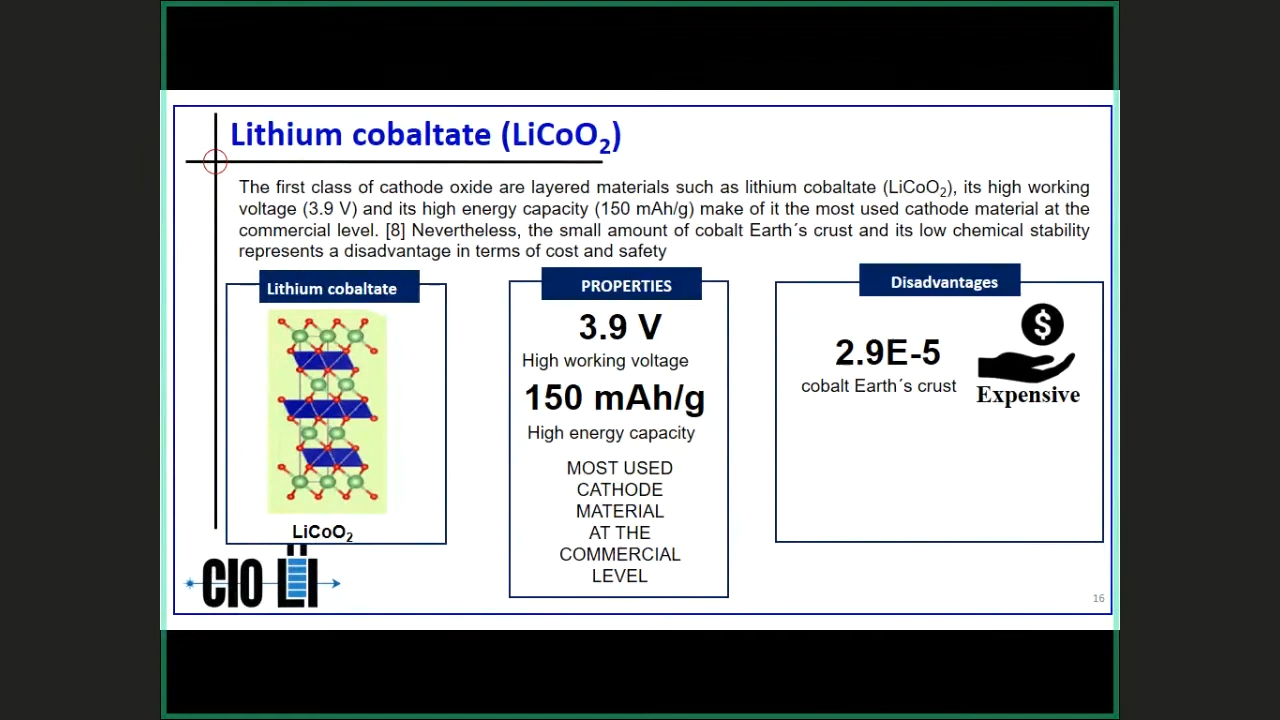 Lithium cobaltate (LiCoO₂)
The first class of cathode oxide are layered materials such as lithium cobaltate (LiCoO₂), its high working
voltage (3.9 V) and its high energy capacity (150 mAh/g) make of it the most used cathode material at the
commercial level. [8] Nevertheless, the small amount of cobalt Earth´s crust and its low chemical stability
represents a disadvantage in terms of cost and safety
Lithium cobaltate
LiCoO₂
PROPERTIES
3.9 V
High working voltage
150 mAh/g
High energy capacity
MOST USED
CATHODE
MATERIAL
AT THE
COMMERCIAL
LEVEL
Disadvantages
2.9E-5
cobalt Earth´s crust
$
Expensive
CIO LI
16